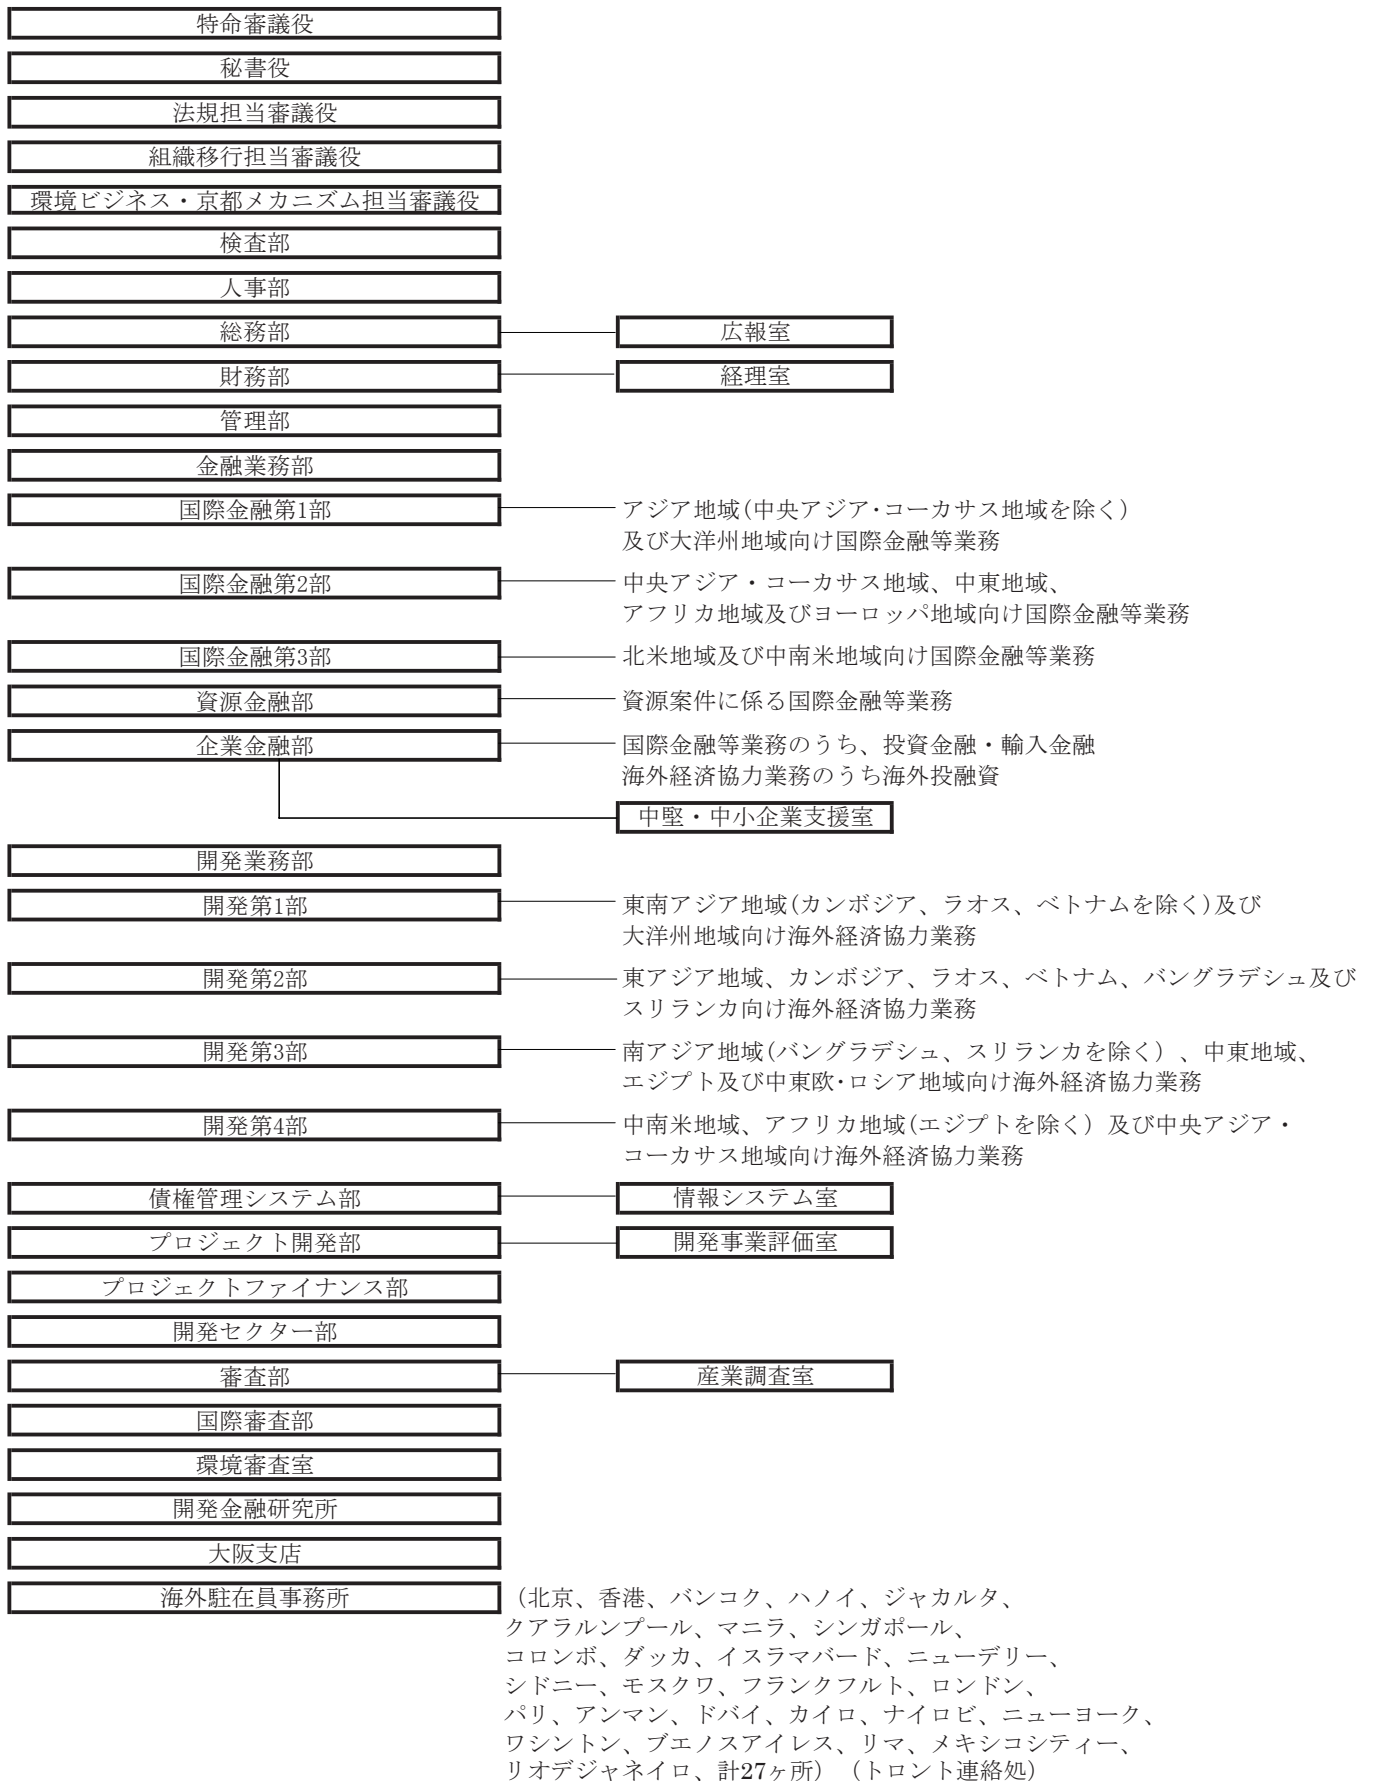 特命審議役
秘書役
法規担当審議役
組織移行担当審議役
環境ビジネス・京都メカニズム担当審議役
検査部
人事部
総務部
広報室
財務部
経理室
管理部
金融業務部
国際金融第1部
アジア地域(中央アジア・コーカサス地域を除く)
及び大洋州地域向け国際金融等業務
国際金融第2部
中央アジア・コーカサス地域、中東地域、
アフリカ地域及びヨーロッパ地域向け国際金融等業務
国際金融第3部
北米地域及び中南米地域向け国際金融等業務
資源金融部
資源案件に係る国際金融等業務
企業金融部
国際金融等業務のうち、投資金融・輸入金融
海外経済協力業務のうち海外投融資
中堅・中小企業支援室
開発業務部
開発第1部
東南アジア地域(カンボジア、ラオス、ベトナムを除く)及び
大洋州地域向け海外経済協力業務
開発第2部
東アジア地域、カンボジア、ラオス、ベトナム、バングラデシュ及び
スリランカ向け海外経済協力業務
開発第3部
南アジア地域(バングラデシュ、スリランカを除く)、中東地域、
エジプト及び中東欧・ロシア地域向け海外経済協力業務
開発第4部
中南米地域、アフリカ地域(エジプトを除く)及び中央アジア・
コーカサス地域向け海外経済協力業務
債権管理システム部
情報システム室
プロジェクト開発部
開発事業評価室
プロジェクトファイナンス部
開発セクター部
審査部
産業調査室
国際審査部
環境審査室
開発金融研究所
大阪支店
海外駐在員事務所
(北京、香港、バンコク、ハノイ、ジャカルタ、
クアラルンプール、マニラ、シンガポール、
コロンボ、ダッカ、イスラマバード、ニューデリー、
シドニー、モスクワ、フランクフルト、ロンドン、
パリ、アンマン、ドバイ、カイロ、ナイロビ、ニューヨーク、
ワシントン、ブエノスアイレス、リマ、メキシコシティー、
リオデジャネイロ、計27ヶ所)(トロント連絡処)